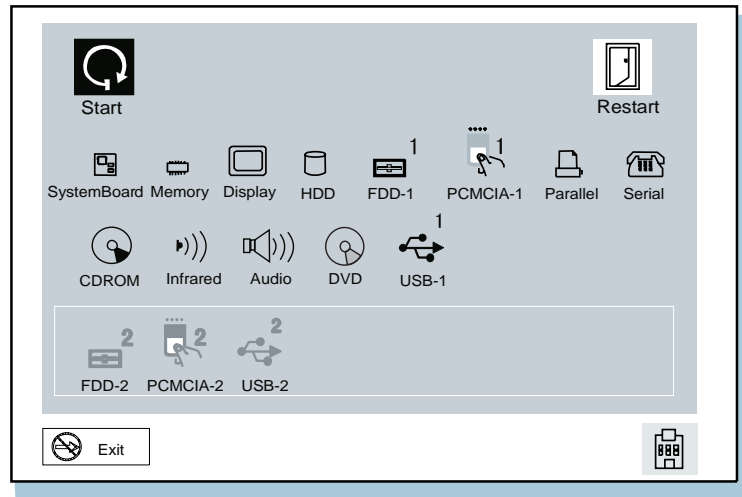 Start
Restart
1
1
SystemBoard Memory Display HDD FDD-1 PCMCIA-1 Parallel Serial
1
CDROM Infrared Audio DVD USB-1
2
2
2
FDD-2 PCMCIA-2 USB-2
Exit